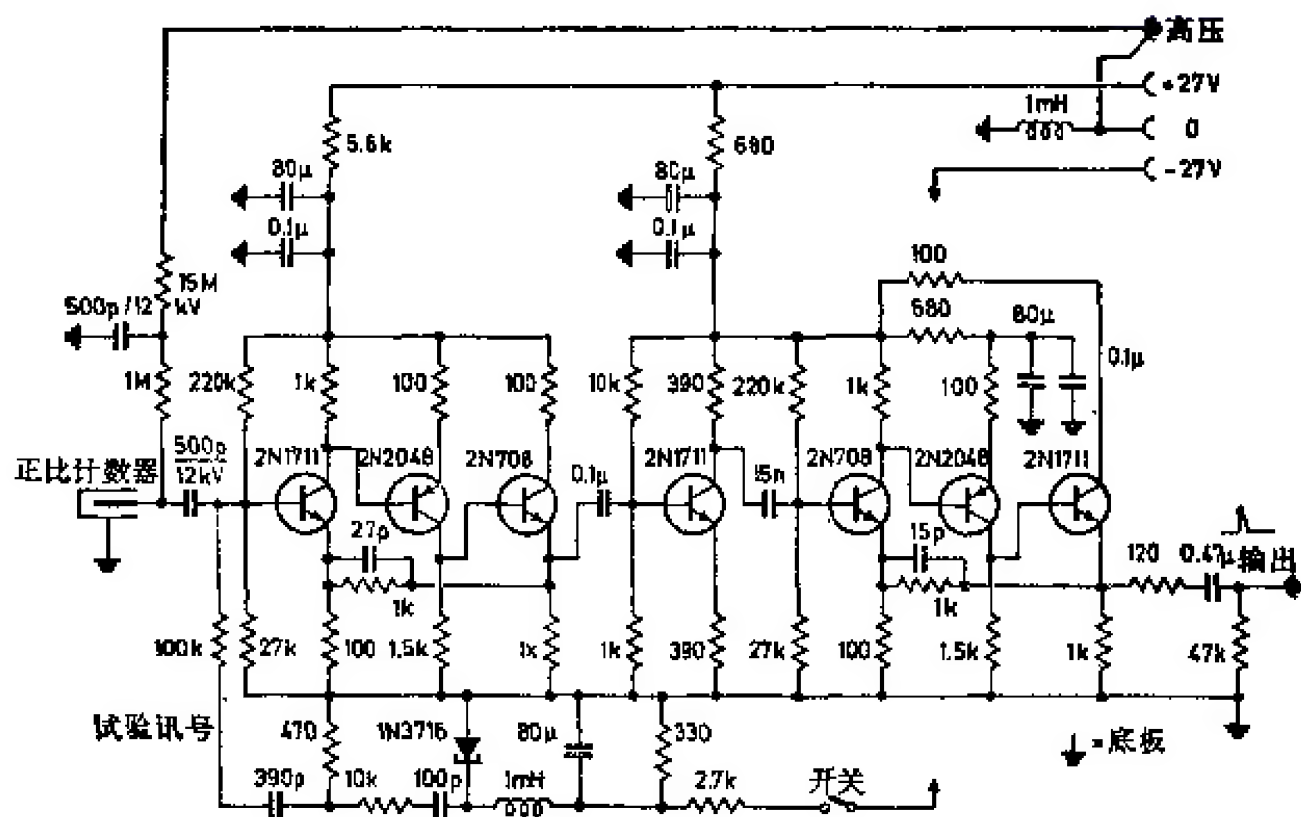 高压
+27V
1mH
0
-27V
5.6k
680
80μ
80μ
0.1μ
0.1μ
100
15M
680
500p/12
kV
80μ
0.1μ
1M
220k
1k
100
100
10k
390
220k
1k
100
正比计数器
500p
12kV
2N1711
2N2048
2N708
0.1μ
2N1711
15n
2N708
2N2048
2N1711
27p
15p
120
0.47μ
输出
1k
1k
100k
27k
100
1.5k
1k
1k
390
27k
100
1.5k
1k
47k
试验讯号
470
1N3716
80μ
330
=底板
390p
10k
100p
1mH
2.7k
开关